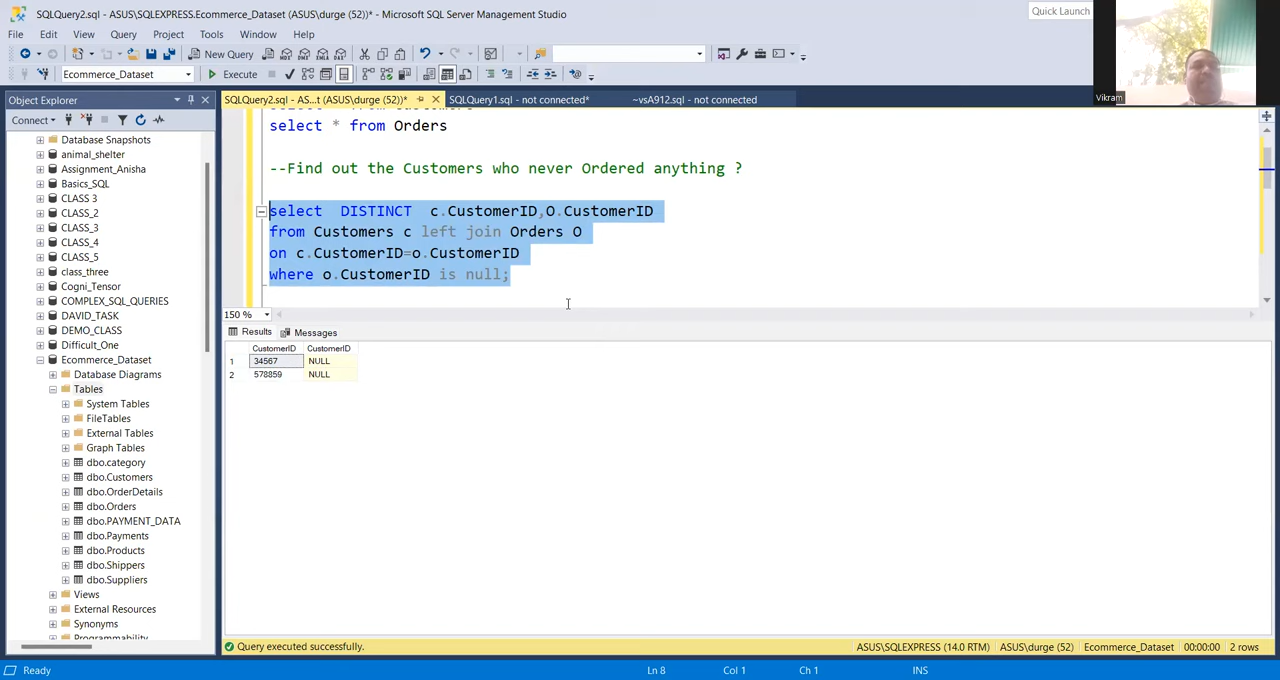 SQLQuery2.sql - ASUS\SQLEXPRESS.Ecommerce_Dataset (ASUS\durge (52))* - Microsoft SQL Server Management Studio
Quick Launch
File Edit View Query Project Tools Window Help
New Query
Ecommerce_Dataset Execute
Vikram
Object Explorer
SQLQuery2.sql - AS...t (ASUS\durge (52))* SQLQuery1.sql - not connected* ~vsA912.sql - not connected
Connect
Database Snapshots
animal_shelter
Assignment_Anisha
Basics_SQL
CLASS 3
CLASS_2
CLASS_3
CLASS_4
CLASS_5
class_three
Cogni_Tensor
COMPLEX_SQL_QUERIES
DAVID_TASK
DEMO_CLASS
Difficult_One
Ecommerce_Dataset
Database Diagrams
Tables
System Tables
FileTables
External Tables
Graph Tables
dbo.category
dbo.Customers
dbo.OrderDetails
dbo.Orders
dbo.PAYMENT_DATA
dbo.Payments
dbo.Products
dbo.Shippers
dbo.Suppliers
Views
External Resources
Synonyms
Programmability
select * from Orders
--Find out the Customers who never Ordered anything ?
select DISTINCT c.CustomerID,O.CustomerID
from Customers c left join Orders O
on c.CustomerID=o.CustomerID
where o.CustomerID is null;
150 %
Results Messages
CustomerID CustomerID
1 34567 NULL
2 578859 NULL
Query executed successfully.
ASUS\SQLEXPRESS (14.0 RTM) ASUS\durge (52) Ecommerce_Dataset 00:00:00 2 rows
Ready Ln 8 Col 1 Ch 1 INS